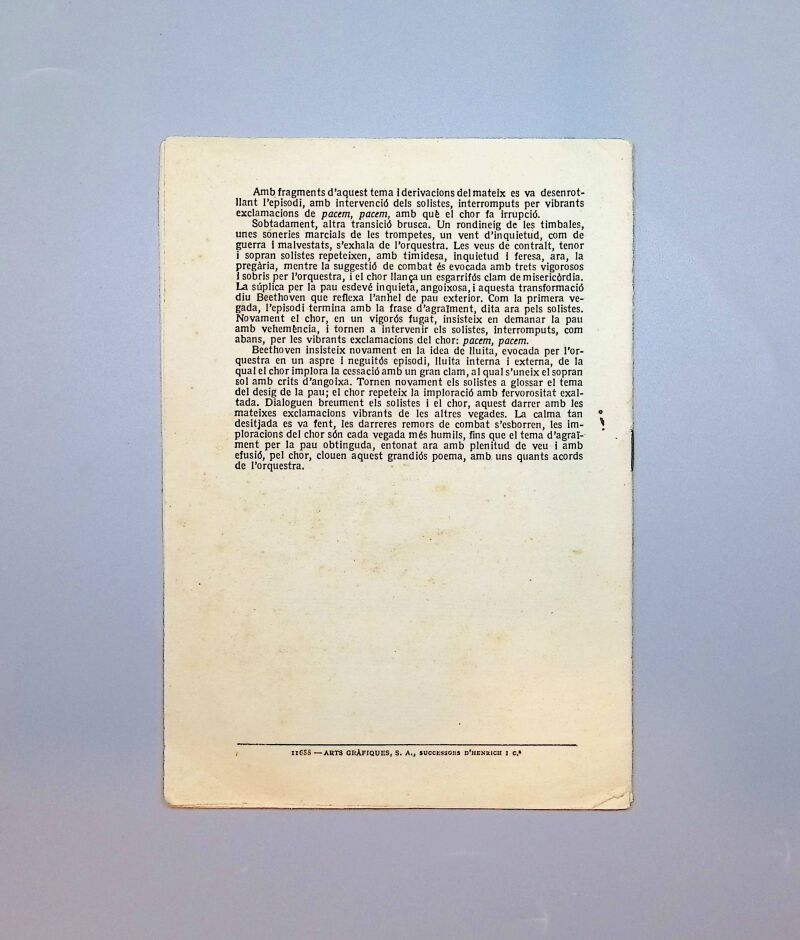 Amb fragments d'aquest tema i derivacions del mateix es va desenrot-
llant l'episodi, amb intervenció dels solistes, interromputs per vibrants
exclamacions de pacem, pacem, amb què el chor fa irrupció.
Sobtadament, altra transició brusca. Un rondineig de les timbales,
unes soneries marcials de les trompetes, un vent d'inquietud, com de
guerra i malvestats, s'exhala de l'orquestra. Les veus de contralt, tenor
i sopran solistes repeteixen, amb timidesa, inquietud i feresa, ara, la
pregària, mentre la suggestió de combat és evocada amb trets vigorosos
i sobris per l'orquestra, i el chor llança un esgarrifós clam de misericòrdia.
La súplica per la pau esdevé inquieta, angoixosa, i aquesta transformació
diu Beethoven que reflexa l'anhel de pau exterior. Com la primera ve-
gada, l'episodi termina amb la frase d'agraïment, dita ara pels solistes.
Novament el chor, en un vigorós fugat, insisteix en demanar la pau
amb vehemència, i tornen a intervenir els solistes, interromputs, com
abans, per les vibrants exclamacions del chor: pacem, pacem.
Beethoven insisteix novament en la idea de lluita, evocada per l'or-
questra en un aspre i neguitós episodi, lluita interna i externa, de la
qual el chor implora la cessació amb un gran clam, al qual s'uneix el sopran
sol amb crits d'angoixa. Tornen novament els solistes a glossar el tema
del desig de la pau; el chor repeteix la imploració amb fervorositat exal-
tada. Dialoguen breument els solistes i el chor, aquest darrer amb les
mateixes exclamacions vibrants de les altres vegades. La calma tan
desitjada es va fent, les darreres remors de combat s'esborren, les im-
ploracions del chor són cada vegada més humils, fins que el tema d'agraï-
ment per la pau obtinguda, entonat ara amb plenitud de veu i amb
efusió, pel chor, clouen aquest grandiós poema, amb uns quants acords
de l'orquestra.
11658 — ARTS GRÀFIQUES, S. A., SUCCESSORS D'HENRICH I C.ª